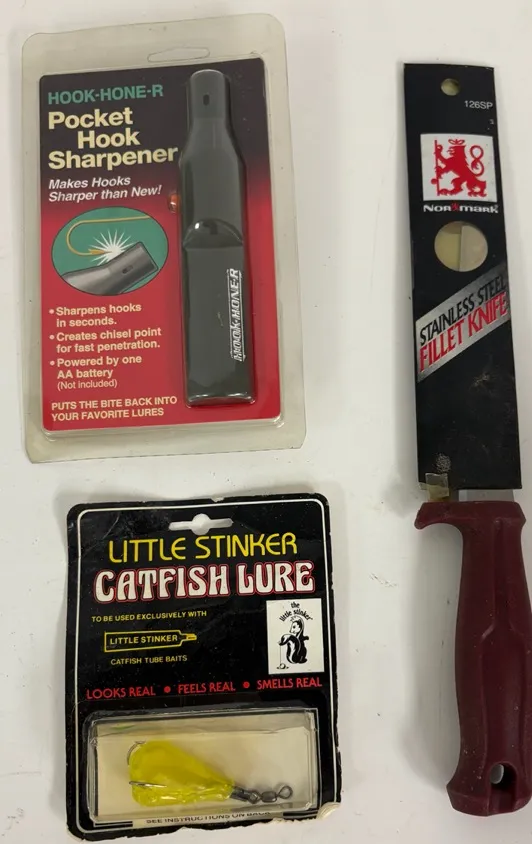 HOOK-HONE-R
Pocket
Hook
Sharpener
Makes Hooks
Sharper than New!
• Sharpens hooks
in seconds.
• Creates chisel point
for fast penetration.
• Powered by one
AA battery
(Not included)
PUTS THE BITE BACK INTO
YOUR FAVORITE LURES
HOOK-HONE-R
126SP
Normark
STAINLESS STEEL
FILLET KNIFE
LITTLE STINKER
CATFISH LURE
TO BE USED EXCLUSIVELY WITH
LITTLE STINKER
CATFISH TUBE BAITS
the
little stinker
LOOKS REAL • FEELS REAL • SMELLS REAL
SEE INSTRUCTIONS ON BACK